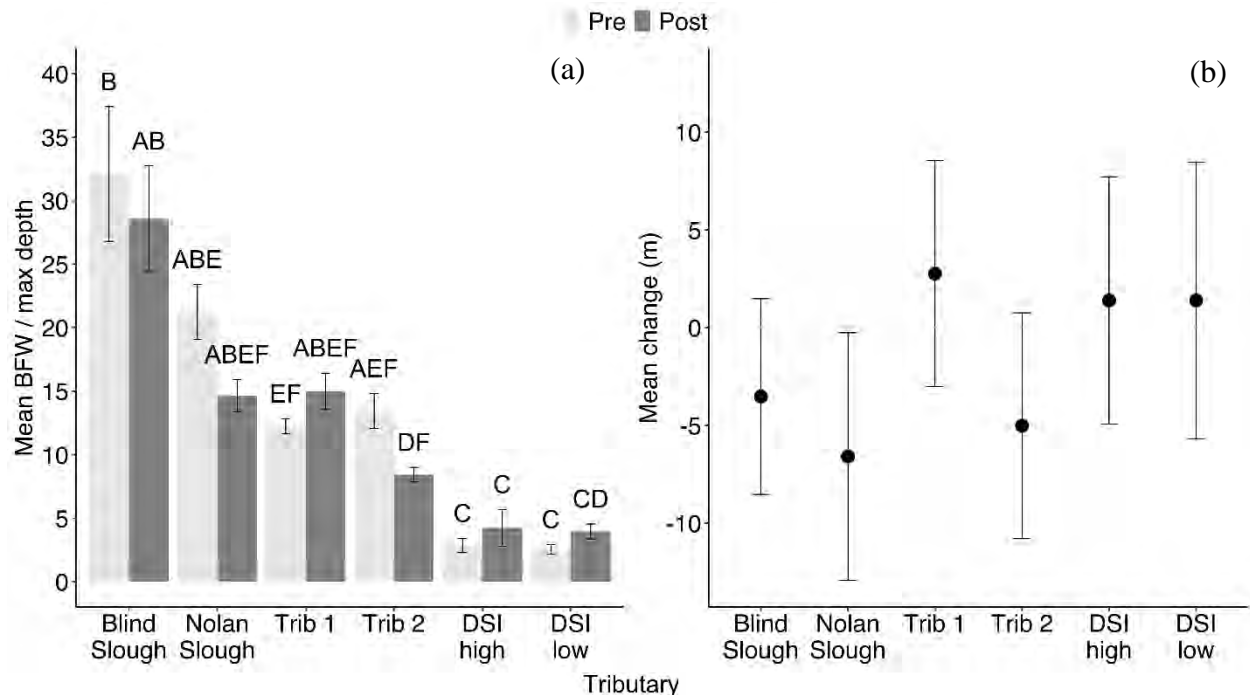 Pre Post
(a)
Mean BFW / max depth
40
35
30
25
20
15
10
5
0
B
AB
ABE
ABEF
EF
ABEF
AEF
DF
C
C
C
CD
Blind
Slough
Nolan
Slough
Trib 1
Trib 2
DSI
high
DSI
low
(b)
Mean change (m)
10
5
0
-5
-10
Blind
Slough
Nolan
Slough
Trib 1
Trib 2
DSI
high
DSI
low
Tributary